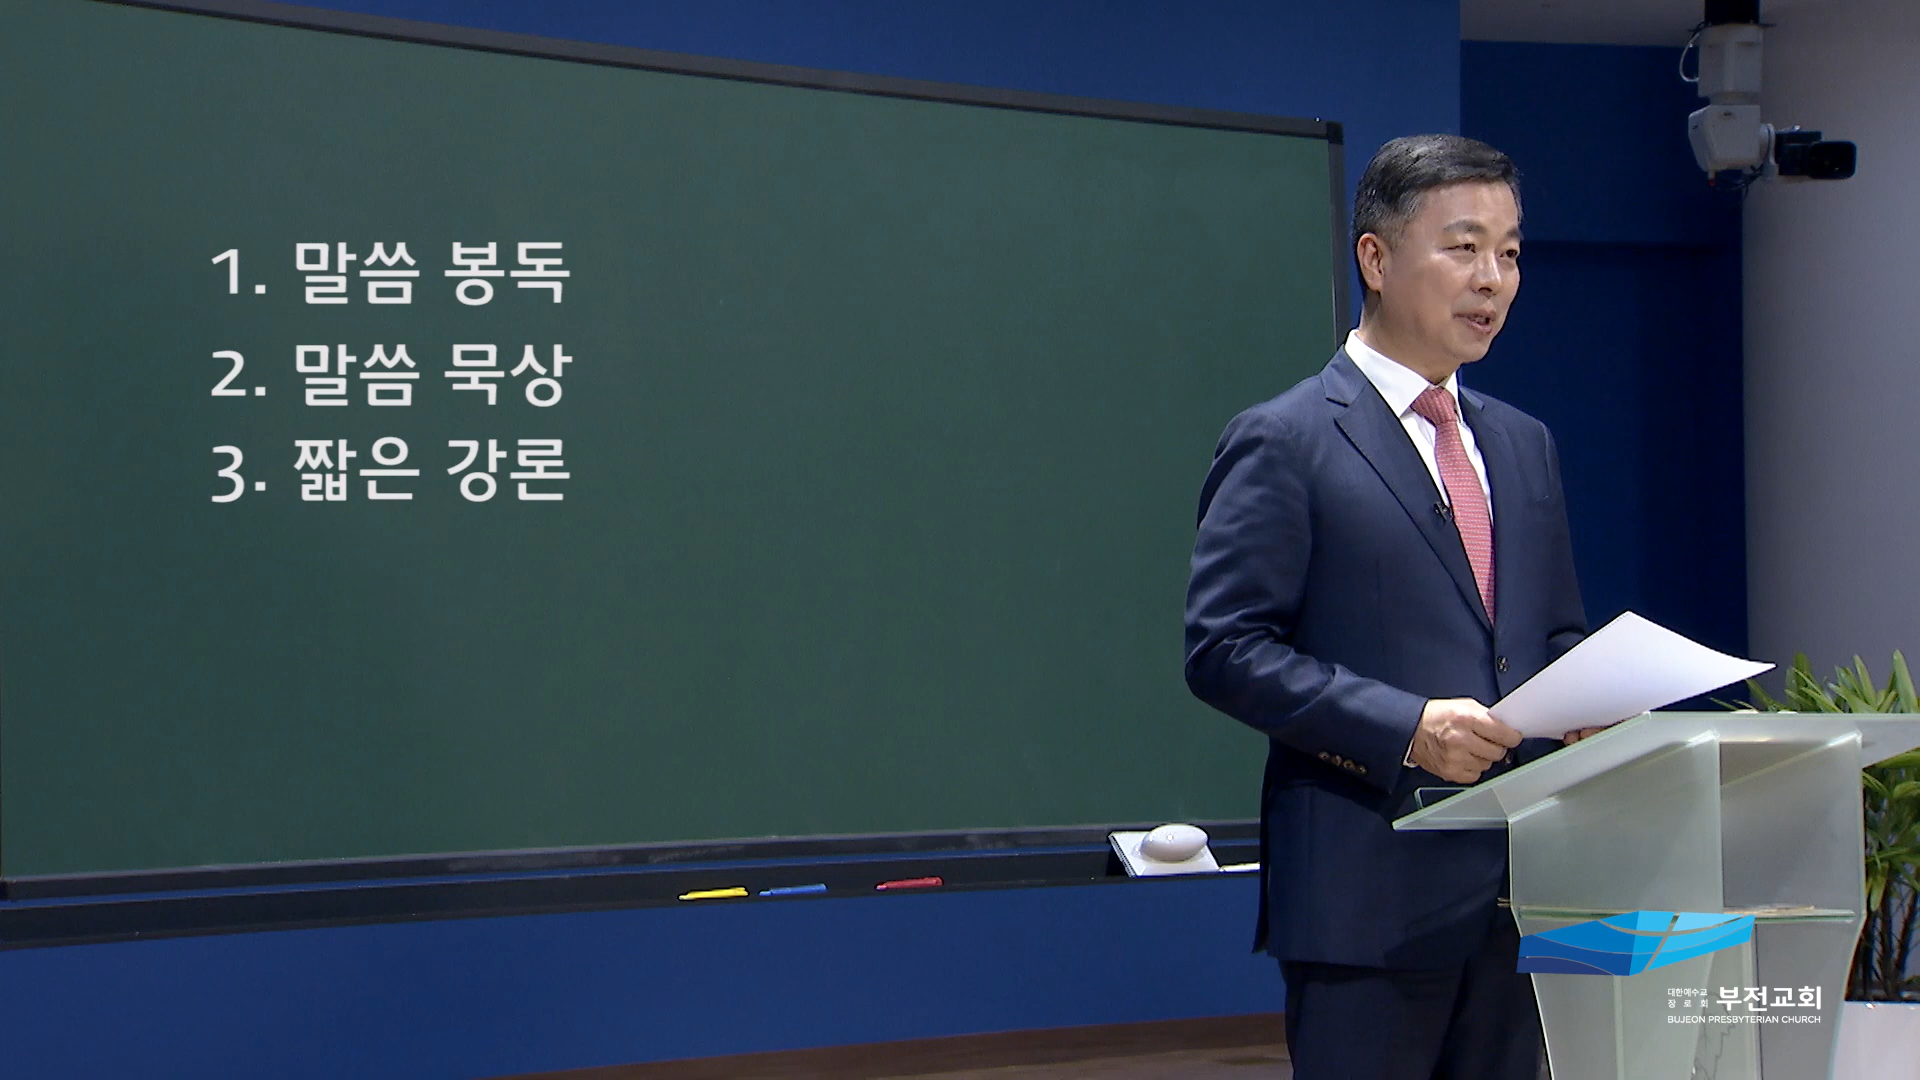 1. 말씀 봉독
2. 말씀 묵상
3. 짧은 강론
대한예수교
장로회 부전교회
BUJEON PRESBYTERIAN CHURCH